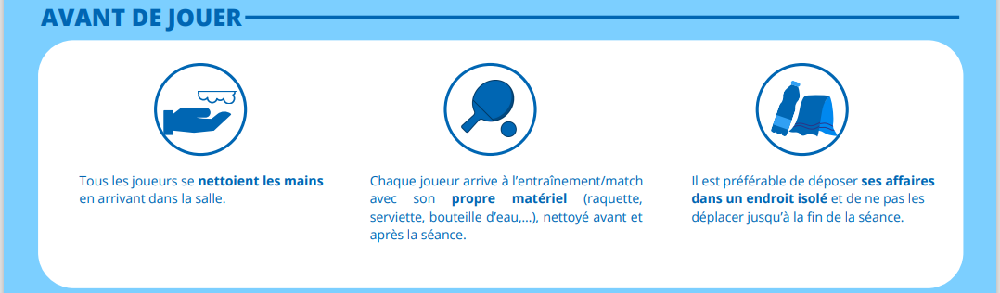 AVANT DE JOUER
Tous les joueurs se nettoient les mains
en arrivant dans la salle.
Chaque joueur arrive à l'entraînement/match
avec son propre matériel (raquette,
serviette, bouteille d'eau,...), nettoyé avant et
après la séance.
Il est préférable de déposer ses affaires
dans un endroit isolé et de ne pas les
déplacer jusqu'à la fin de la séance.